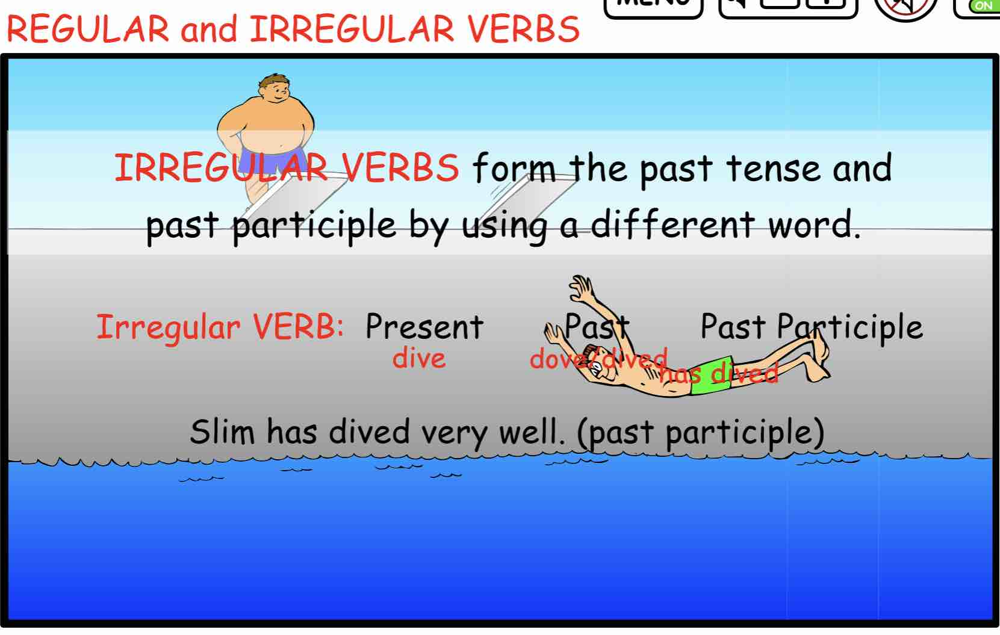 MENU
ON
REGULAR and IRREGULAR VERBS
IRREGULAR VERBS form the past tense and
past participle by using a different word.
Irregular VERB: Present Past Past Participle
dive dove/dived has dived
Slim has dived very well. (past participle)